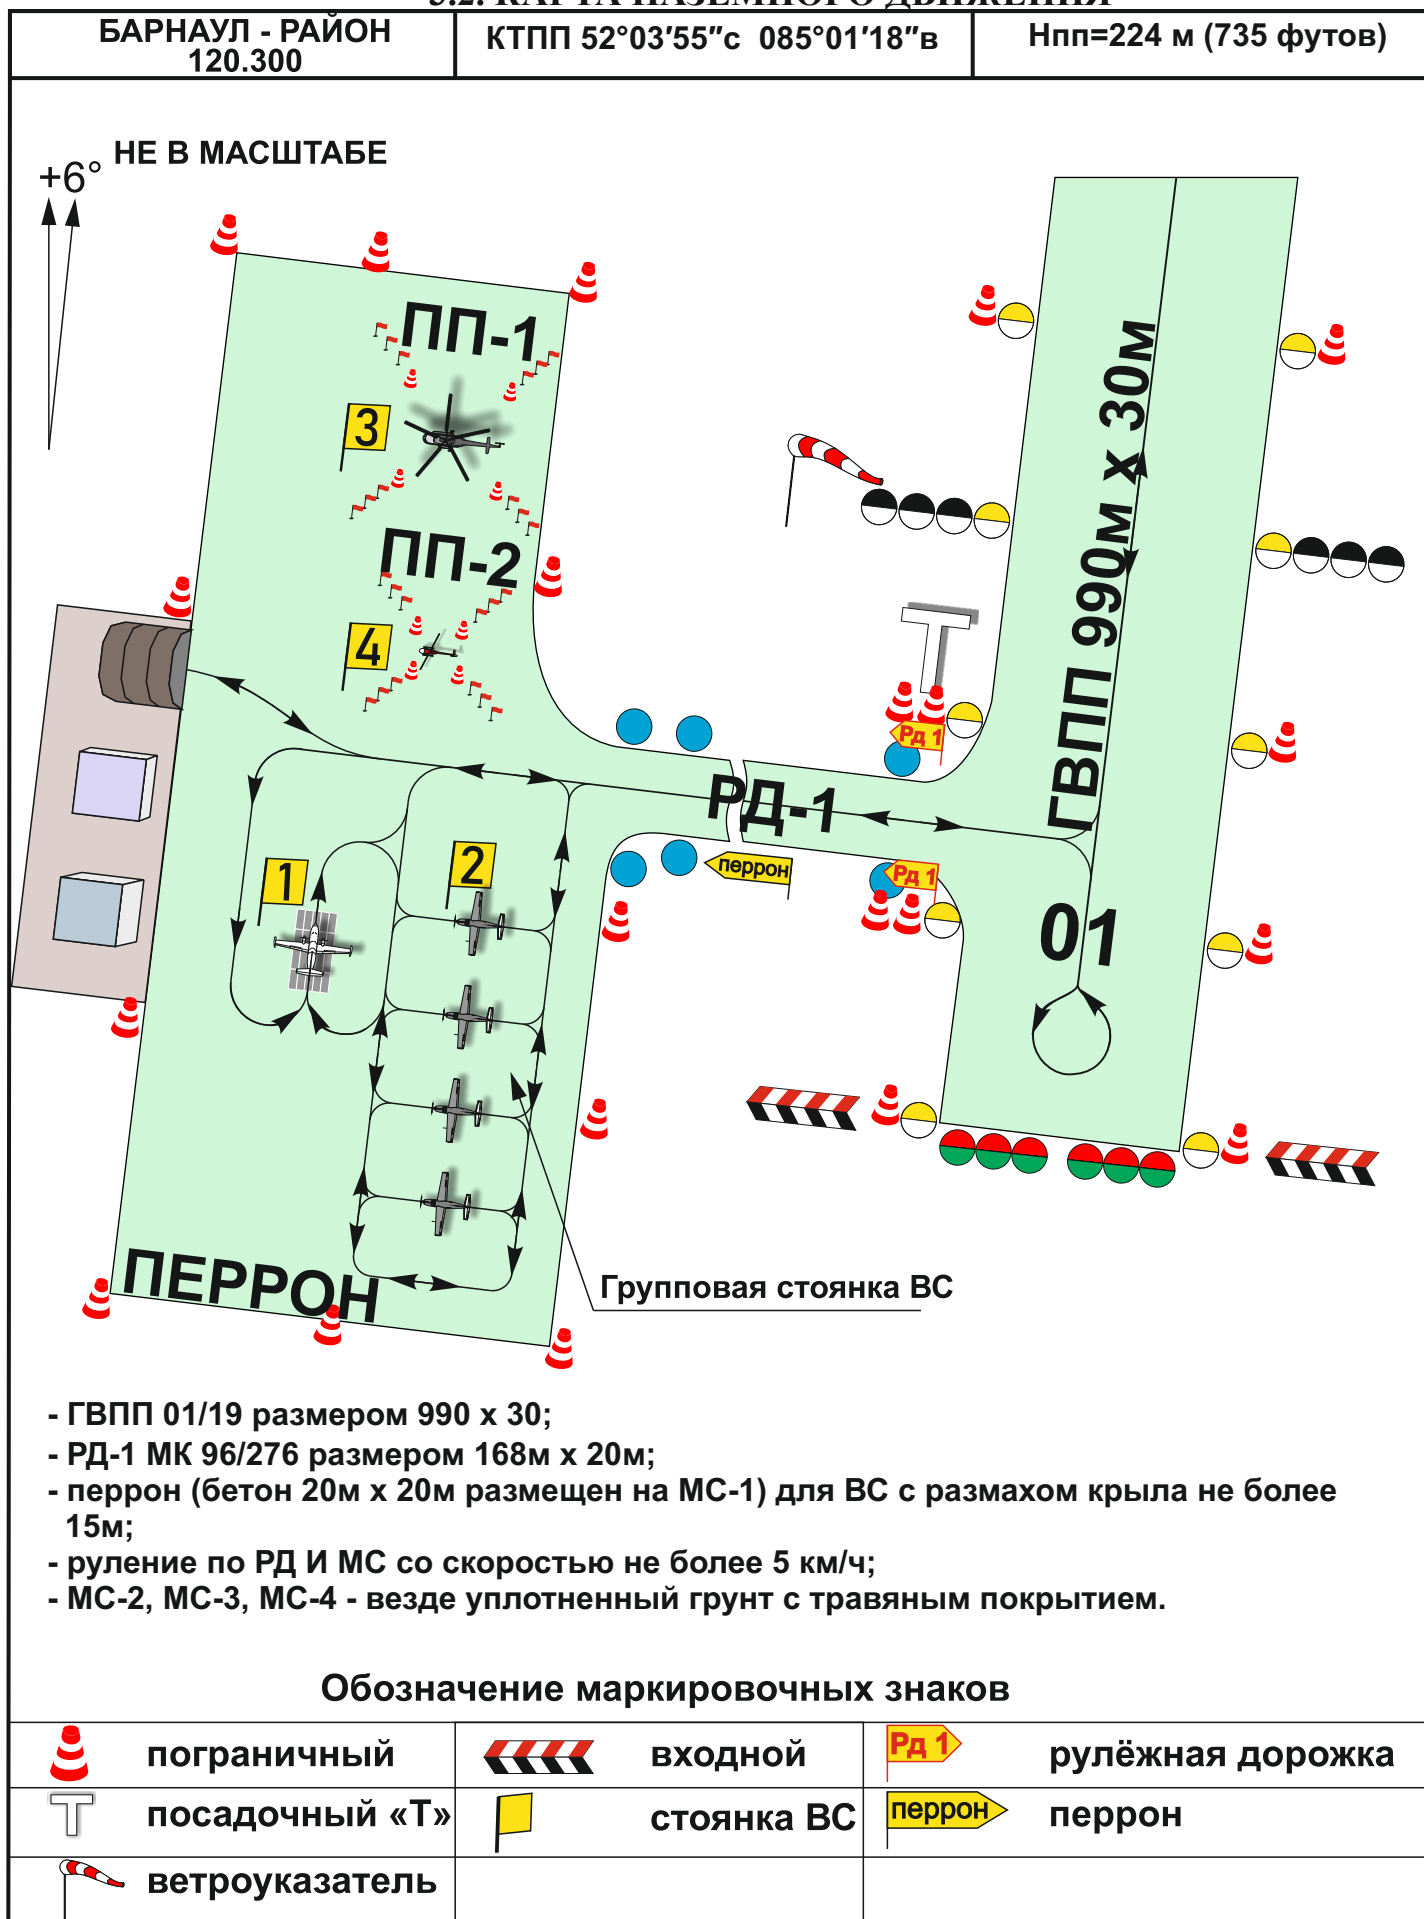 3.2. КАРТА НАЗЕМНОГО ДВИЖЕНИЯ
БАРНАУЛ - РАЙОН
120.300
КТПП 52°03′55″с 085°01′18″в
Нпп=224 м (735 футов)
НЕ В МАСШТАБЕ
+6°
ПП-1
3
ПП-2
4
ГВПП 990м х 30м
Рд 1
РД-1
1
2
перрон
Рд 1
01
ПЕРРОН
Групповая стоянка ВС
- ГВПП 01/19 размером 990 х 30;
- РД-1 МК 96/276 размером 168м х 20м;
- перрон (бетон 20м х 20м размещен на МС-1) для ВС с размахом крыла не более
15м;
- руление по РД И МС со скоростью не более 5 км/ч;
- МС-2, МС-3, МС-4 - везде уплотненный грунт с травяным покрытием.
Обозначение маркировочных знаков
пограничный
входной
Рд 1
рулёжная дорожка
посадочный «Т»
стоянка ВС
перрон
перрон
ветроуказатель